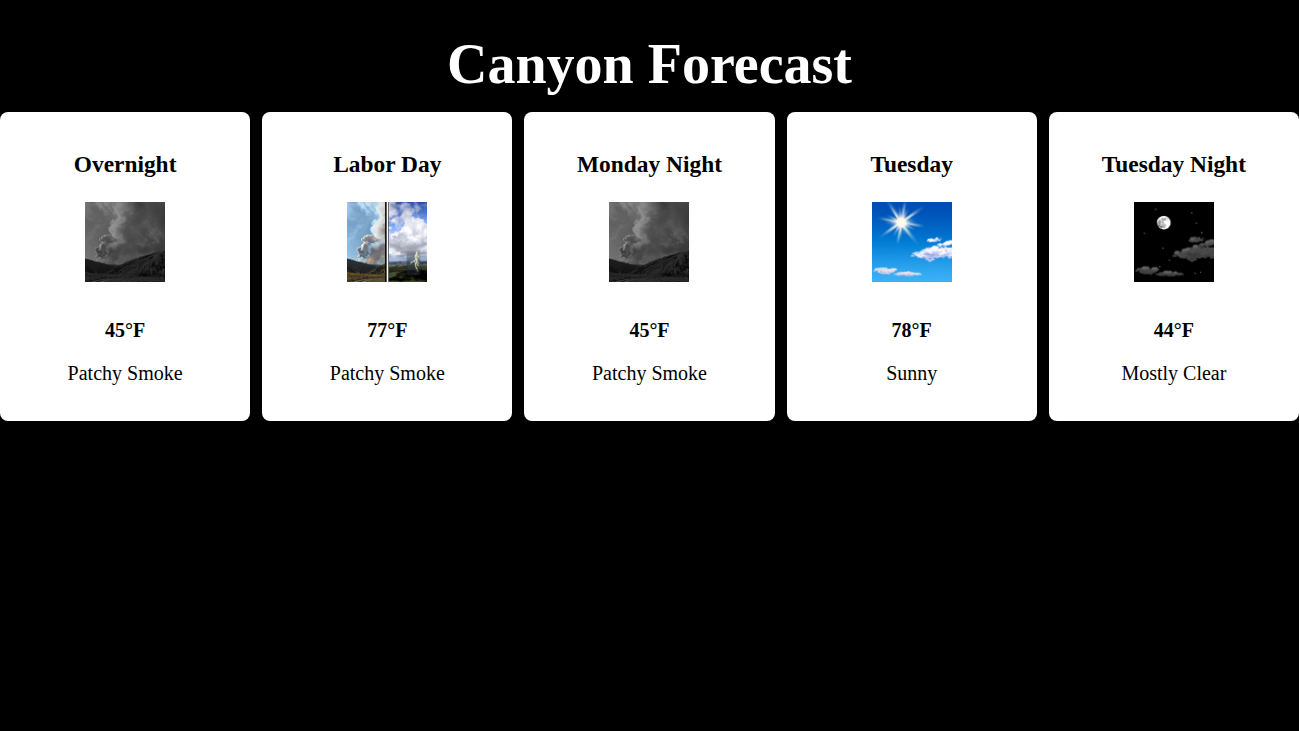 Canyon Forecast
Overnight
45°F
Patchy Smoke
Labor Day
77°F
Patchy Smoke
Monday Night
45°F
Patchy Smoke
Tuesday
78°F
Sunny
Tuesday Night
44°F
Mostly Clear